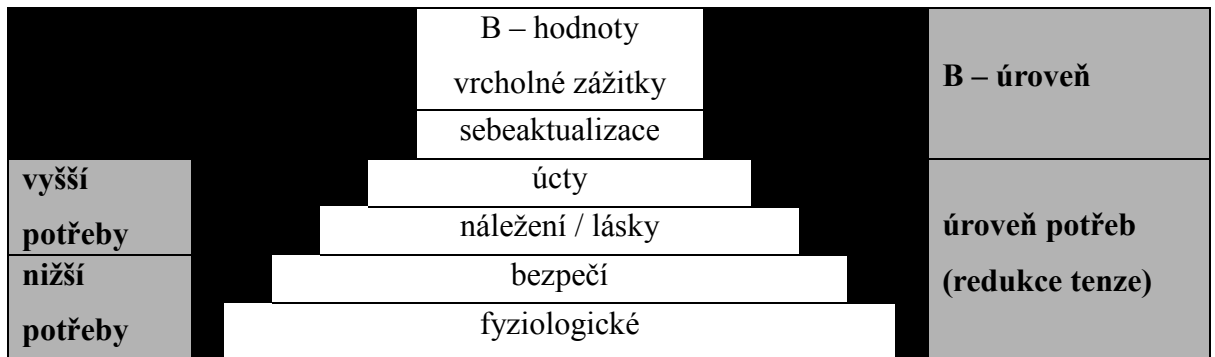 B – hodnoty
vrcholné zážitky
B – úroveň
sebeaktualizace
vyšší
potřeby
úcty
náležení / lásky
úroveň potřeb
(redukce tenze)
nižší
potřeby
bezpečí
fyziologické